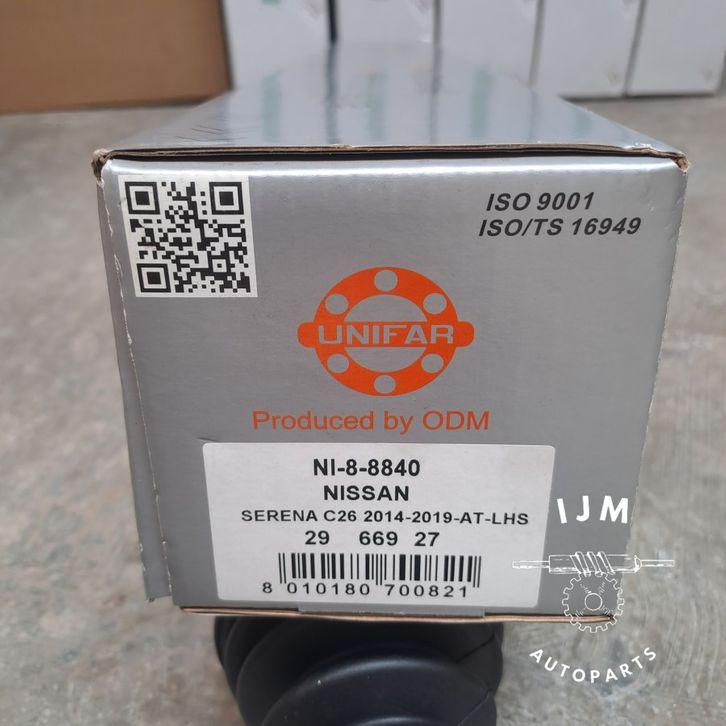 ISO 9001
ISO/TS 16949
UNIFAR
Produced by ODM
NI-8-8840
NISSAN
SERENA C26 2014-2019-AT-LHS
29 669 27
8 010180 700821
IJM
AUTOPARTS